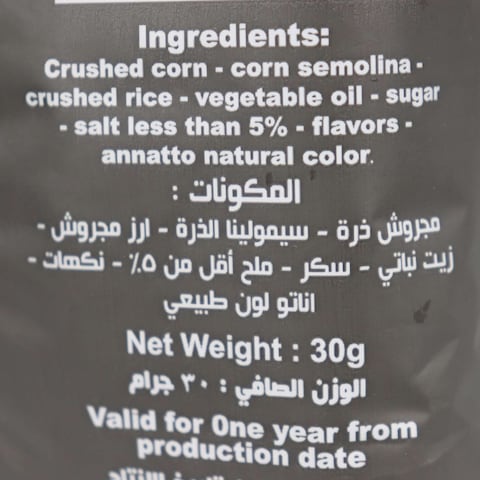 Ingredients:
Crushed corn - corn semolina -
crushed rice - vegetable oil - sugar
- salt less than 5% - flavors -
annatto natural color.
المكونات :
مجروش ذرة - سيمولينا الذرة - ارز مجروش -
زيت نباتي - سكر - ملح أقل من ٥٪ - نكهات -
اناتو لون طبيعي
Net Weight : 30g
الوزن الصافي : ٣٠ جرام
Valid for One year from
production date